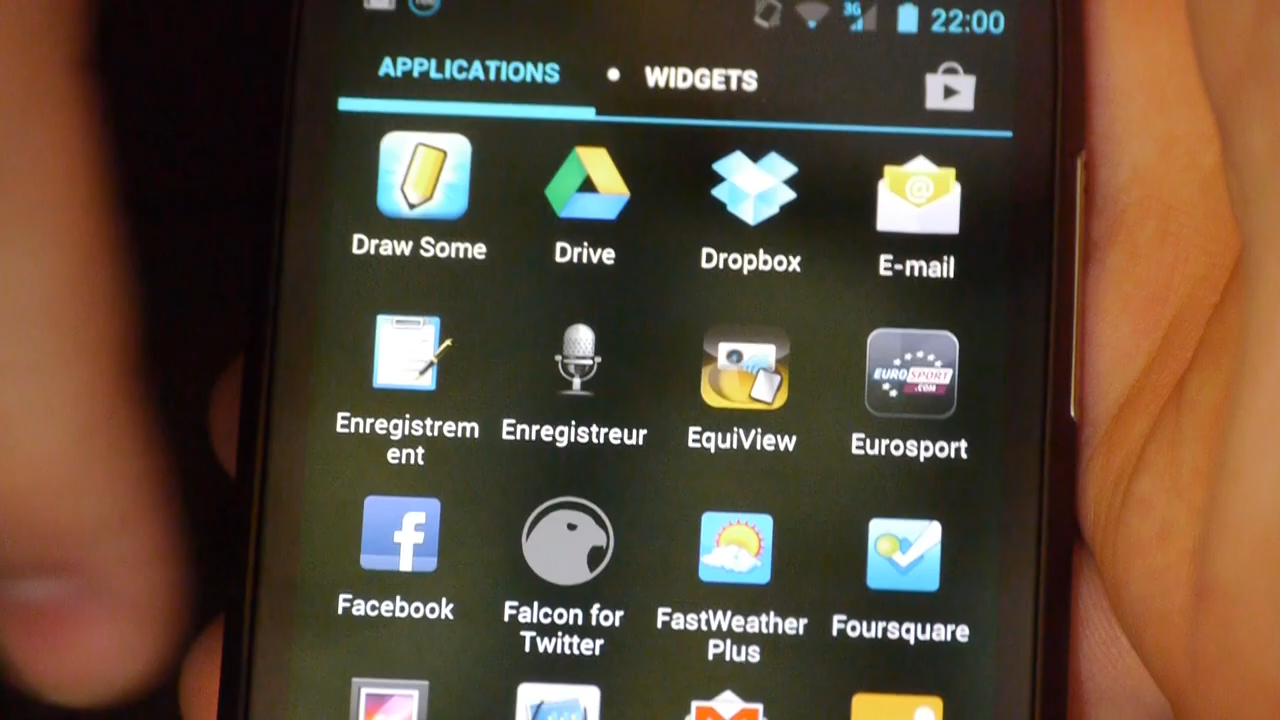 3G 22:00
APPLICATIONS • WIDGETS
Draw Some Drive Dropbox E-mail
@
Enregistrem
ent
Enregistreur EquiView Eurosport
EUROSPORT
.COM
f
Facebook
Falcon for
Twitter
FastWeather
Plus
Foursquare